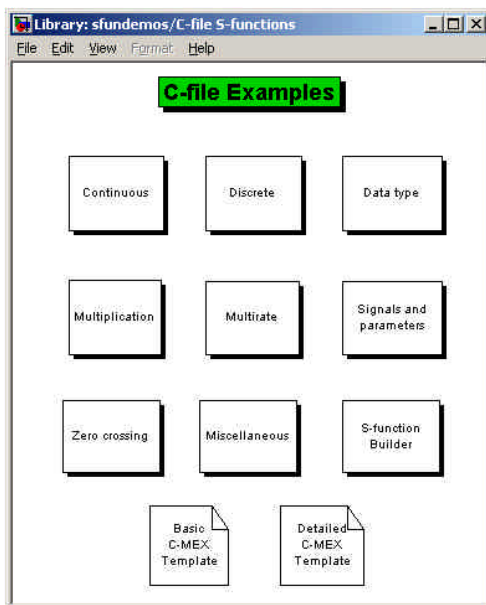 Library: sfundemos/C-file S-functions
File Edit View Format Help
C-file Examples
Continuous
Discrete
Data type
Multiplication
Multirate
Signals and
parameters
Zero crossing
Miscellaneous
S-function
Builder
Basic
C-MEX
Template
Detailed
C-MEX
Template